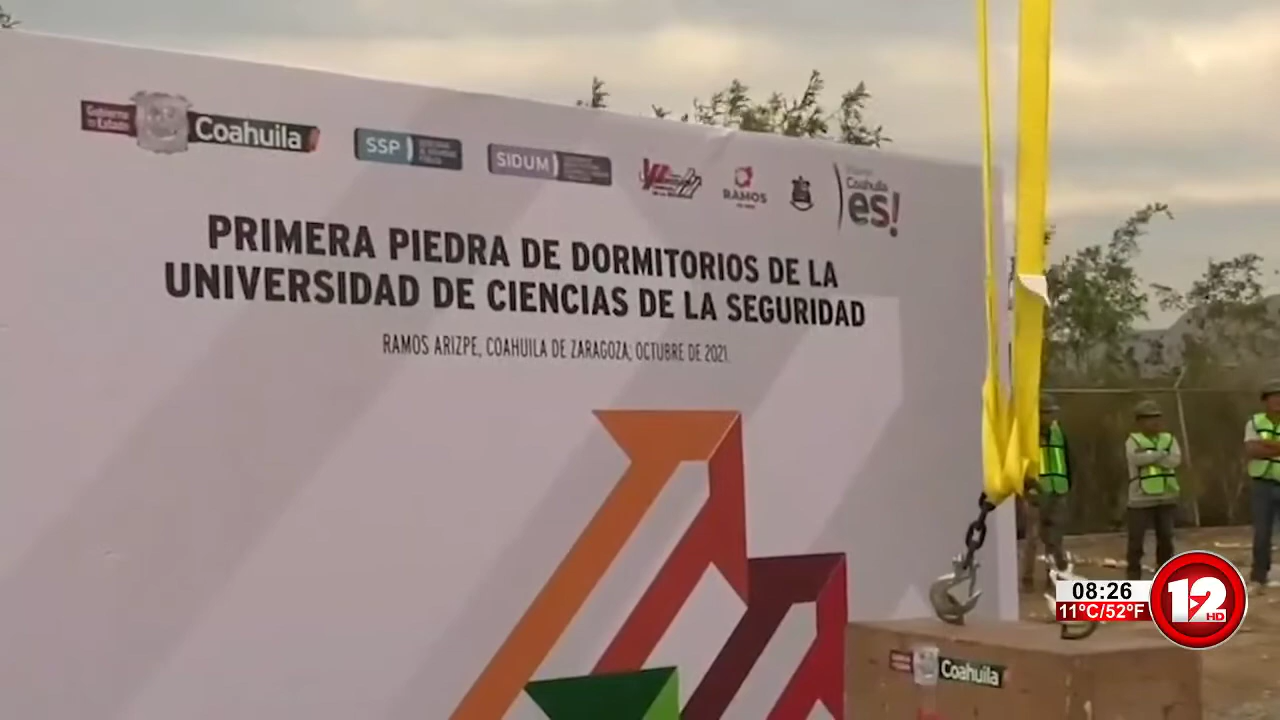 Coahuila
SSP
SIDUM
RAMOS
Coahuila
es!
PRIMERA PIEDRA DE DORMITORIOS DE LA
UNIVERSIDAD DE CIENCIAS DE LA SEGURIDAD
RAMOS ARIZPE, COAHUILA DE ZARAGOZA; OCTUBRE DE 2021.
08:26
11°C/52°F
12
HD
Coahuila